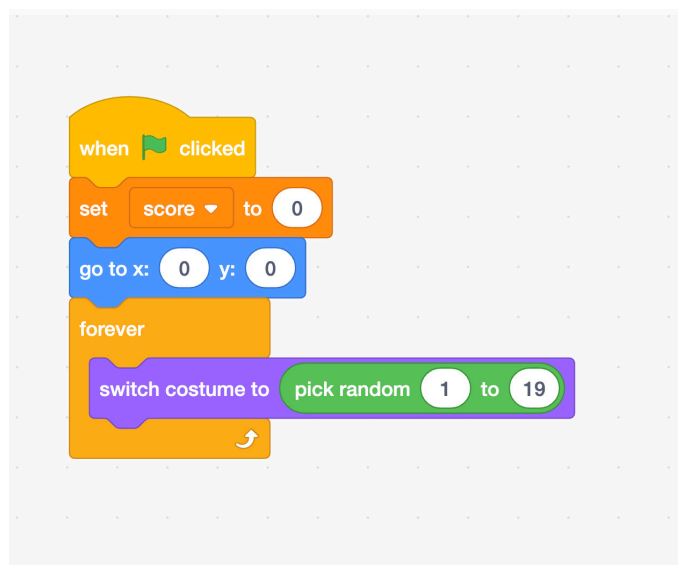 when clicked
set score to 0
go to x: 0 y: 0
forever
switch costume to pick random 1 to 19